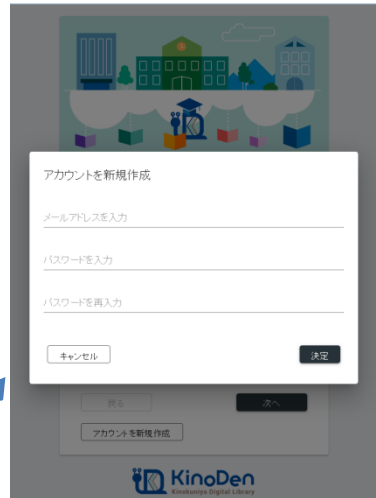 アカウントを新規作成
メールアドレスを入力
パスワードを入力
パスワードを再入力
キャンセル
決定
戻る
次へ
アカウントを新規作成
KinoDen
Kinokuniya Digital Library